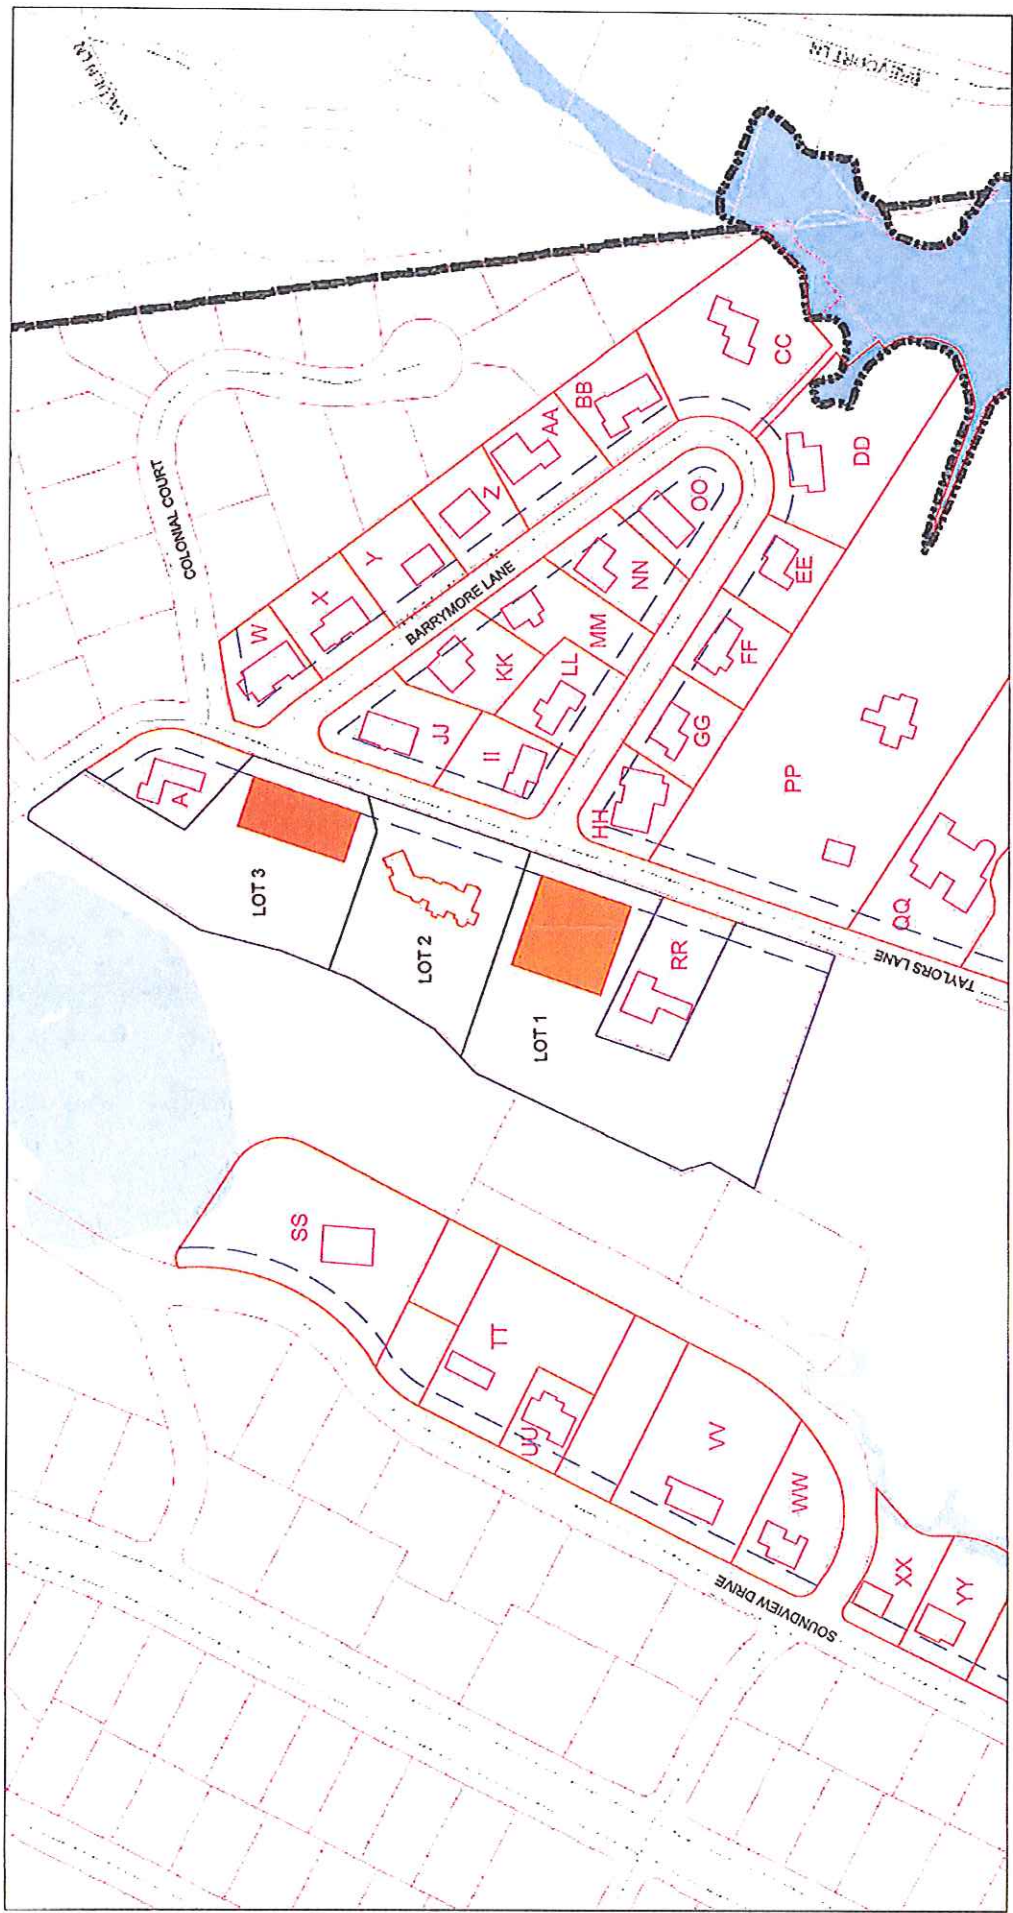 COLONIAL COURT
W
X
Y
Z
AA
BB
CC
BARRYMORE LANE
JJ
KK
II
LL
MM
NN
OO
DD
EE
FF
GG
HH
PP
QQ
TAYLORS LANE
A
LOT 3
LOT 2
LOT 1
RR
SS
TT
UU
VV
WW
SOUNDVIEW DRIVE
XX
YY